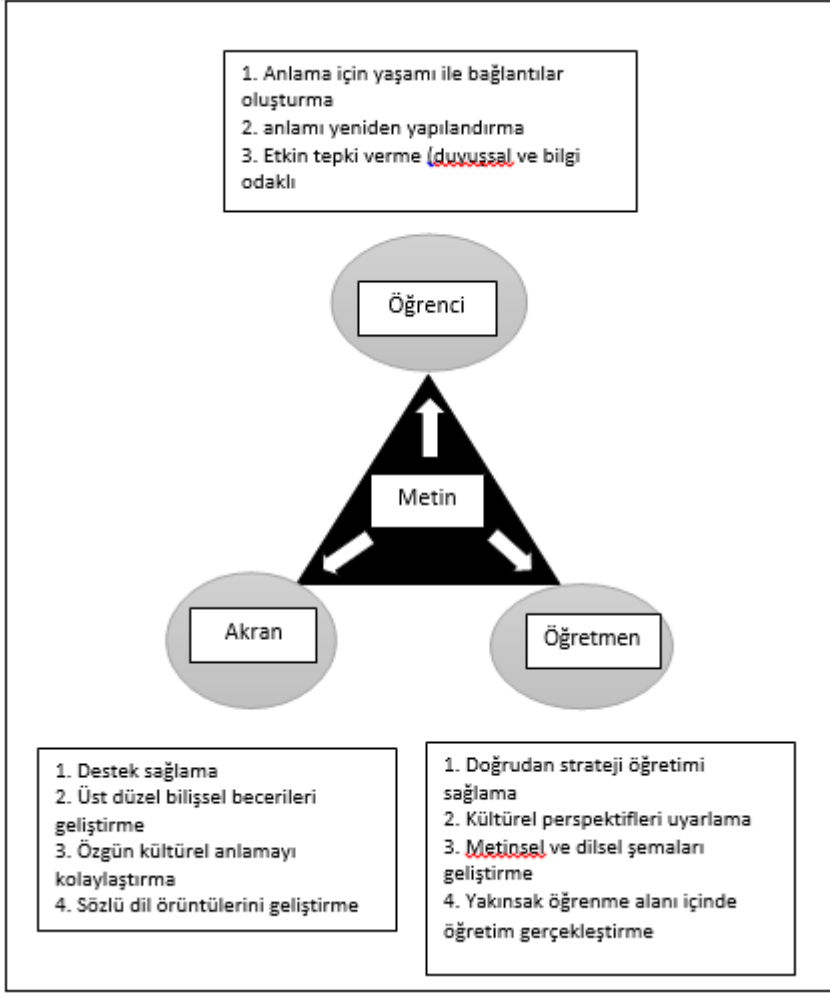 1. Anlama için yaşamı ile bağlantılar
oluşturma
2. anlamı yeniden yapılandırma
3. Etkin tepki verme (duyuşsal ve bilgi
odaklı
Öğrenci
Metin
Akran
Öğretmen
1. Destek sağlama
2. Üst düzel bilişsel becerileri
geliştirme
3. Özgün kültürel anlamayı
kolaylaştırma
4. Sözlü dil örüntülerini geliştirme
1. Doğrudan strateji öğretimi
sağlama
2. Kültürel perspektifleri uyarlama
3. Metinsel ve dilsel şemaları
geliştirme
4. Yakınsak öğrenme alanı içinde
öğretim gerçekleştirme